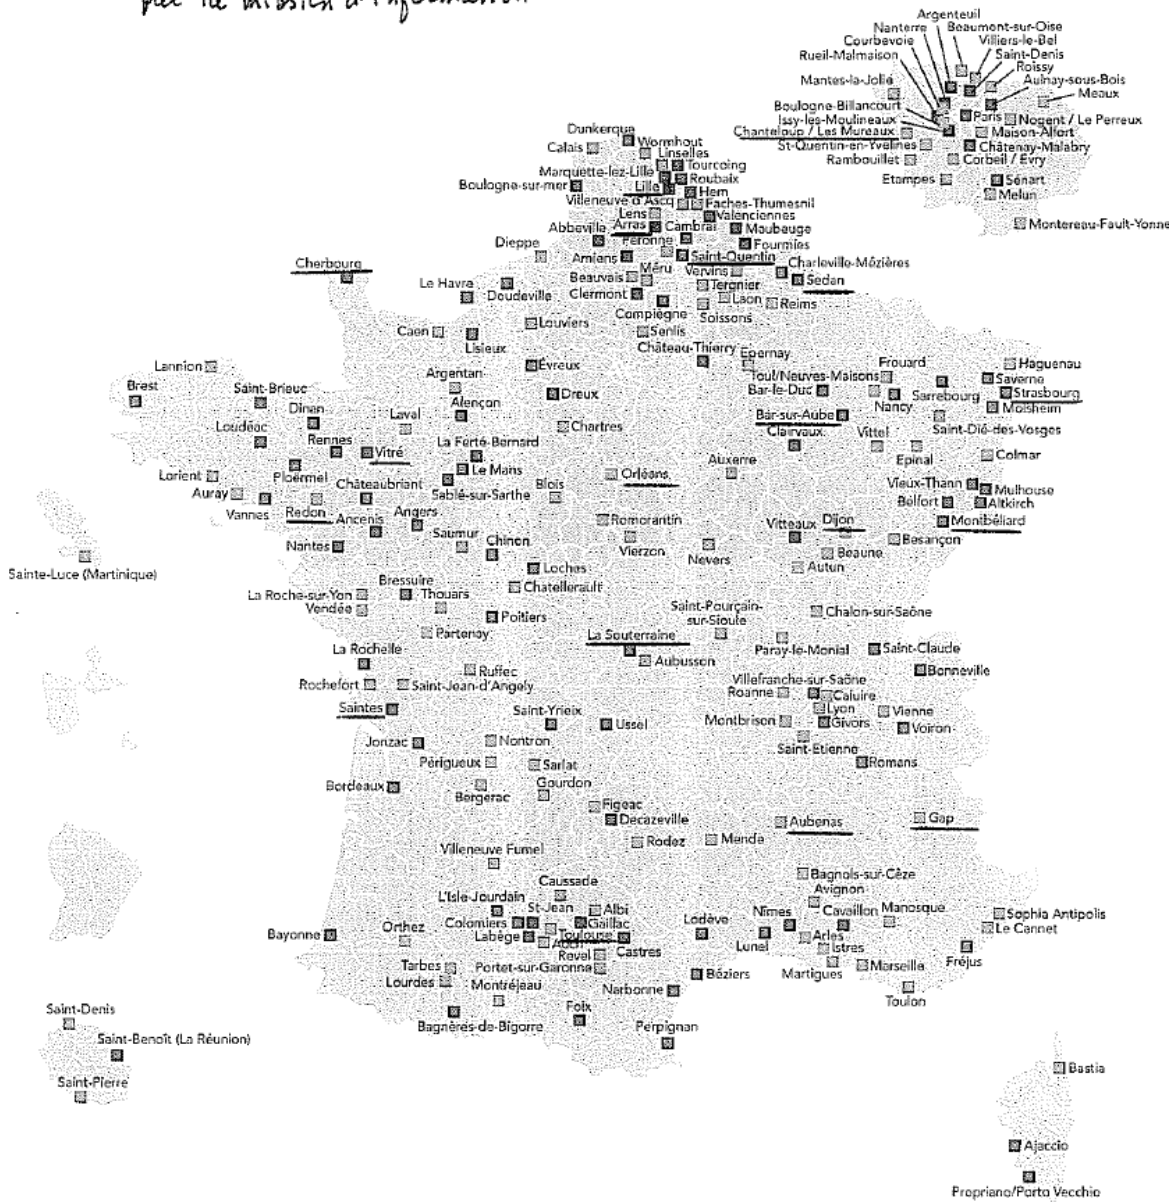 par la mission d'information
Argenteuil
Nanterre
Beaumont-sur-Oise
Courbevoie
Villiers-le-Bel
Rueil-Malmaison
Saint-Denis
Roissy
Mantes-la-Jolie
Aulnay-sous-Bois
Meaux
Boulogne-Billancourt
Paris
Issy-les-Moulineaux
Nogent / Le Perreux
Chanteloup / Les Mureaux
Maison-Alfort
St-Quentin-en-Yvelines
Châtenay-Malabry
Rambouillet
Corbeil / Evry
Etampes
Sénart
Melun
Montereau-Fault-Yonne
Dunkerque
Wormhout
Calais
Linselles
Tourcoing
Marquette-lez-Lille
Roubaix
Boulogne-sur-mer
Lille
Hem
Villeneuve d'Ascq
Faches-Thumesnil
Lens
Valenciennes
Abbeville
Arras
Cambrai
Maubeuge
Dieppe
Péronne
Fourmies
Amiens
Saint-Quentin
Cherbourg
Méru
Vervins
Charleville-Mézières
Beauvais
Tergnier
Sedan
Le Havre
Doudeville
Clermont
Laon
Reims
Compiègne
Soissons
Louviers
Senlis
Caen
Lisieux
Château-Thierry
Epernay
Frouard
Haguenau
Lannion
Évreux
Toul/Neuves-Maisons
Saverne
Brest
Saint-Brieuc
Argentan
Dreux
Bar-le-Duc
Sarrebourg
Strasbourg
Dinan
Alençon
Nancy
Molsheim
Laval
Bar-sur-Aube
Loudéac
Chartres
Saint-Dié-des-Vosges
Rennes
La Ferté-Bernard
Clairvaux
Vittel
Vitré
Epinal
Colmar
Le Mans
Auxerre
Lorient
Ploërmel
Orléans
Châteaubriant
Blois
Vieux-Thann
Auray
Sablé-sur-Sarthe
Mulhouse
Belfort
Altkirch
Vannes
Redon
Ancenis
Angers
Romorantin
Vitteaux
Dijon
Montbéliard
Saumur
Nantes
Chinon
Vierzon
Nevers
Beaune
Besançon
Autun
Sainte-Luce (Martinique)
Loches
Bressuire
Chatellerault
La Roche-sur-Yon
Thouars
Vendée
Saint-Pourçain-
sur-Sioule
Chalon-sur-Saône
Poitiers
Partenay
La Souterraine
Paray-le-Monial
Saint-Claude
La Rochelle
Aubusson
Bonneville
Ruffec
Villefranche-sur-Saône
Rochefort
Saint-Jean-d'Angely
Roanne
Caluire
Saintes
Saint-Yrieix
Lyon
Vienne
Ussel
Montbrison
Givors
Voiron
Jonzac
Nontron
Saint-Etienne
Périgueux
Sarlat
Romans
Bordeaux
Gourdon
Bergerac
Figeac
Decazeville
Aubenas
Gap
Rodez
Mende
Villeneuve Fumel
Bagnols-sur-Cèze
Caussade
Avignon
L'Isle-Jourdain
St-Jean
Albi
Nîmes
Cavaillon
Manosque
Sophia Antipolis
Colomiers
Gaillac
Lodève
Le Cannet
Bayonne
Orthez
Labège
Toulouse
Lunel
Arles
Auch
Castres
Istres
Revel
Fréjus
Tarbes
Portet-sur-Garonne
Martigues
Marseille
Lourdes
Montréjeau
Béziers
Narbonne
Toulon
Foix
Bagnères-de-Bigorre
Perpignan
Saint-Denis
Saint-Benoît (La Réunion)
Saint-Pierre
Bastia
Ajaccio
Propriano/Porto Vecchio